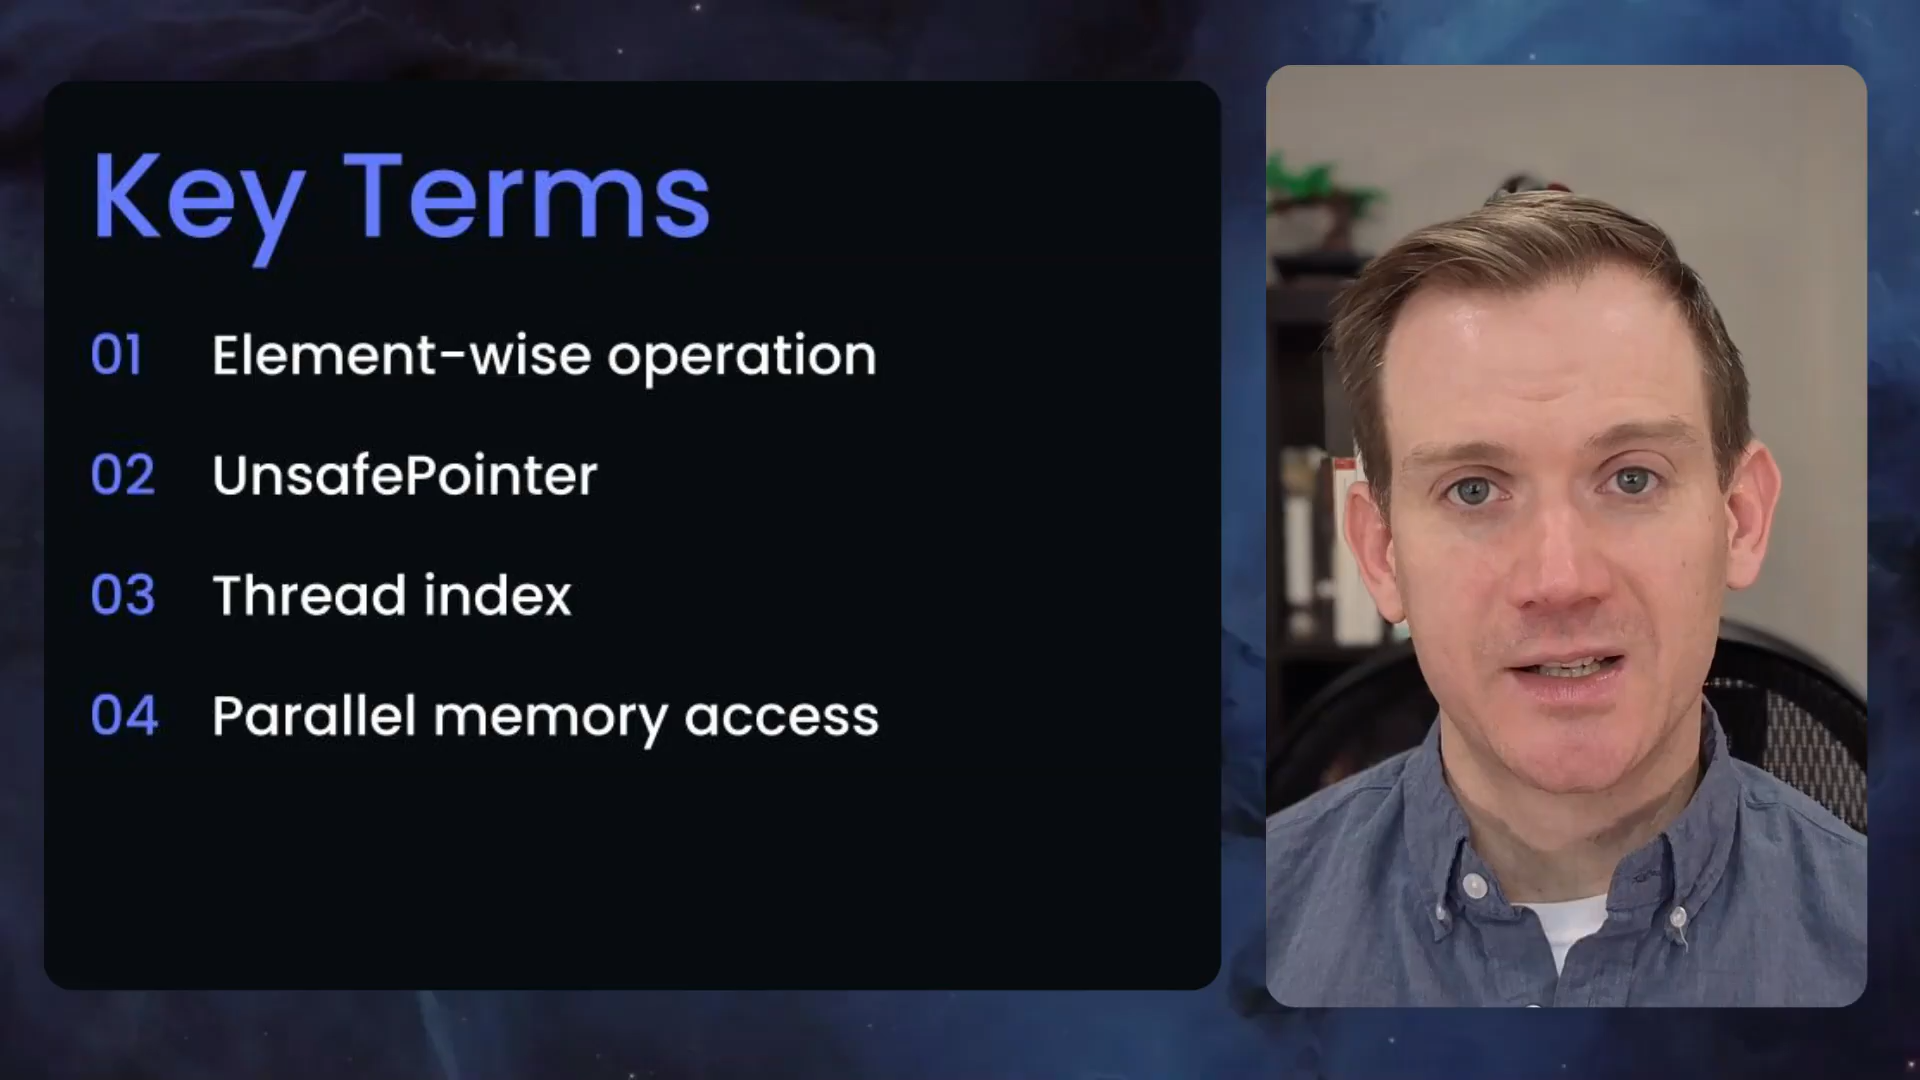 Key Terms
01 Element-wise operation
02 UnsafePointer
03 Thread index
04 Parallel memory access